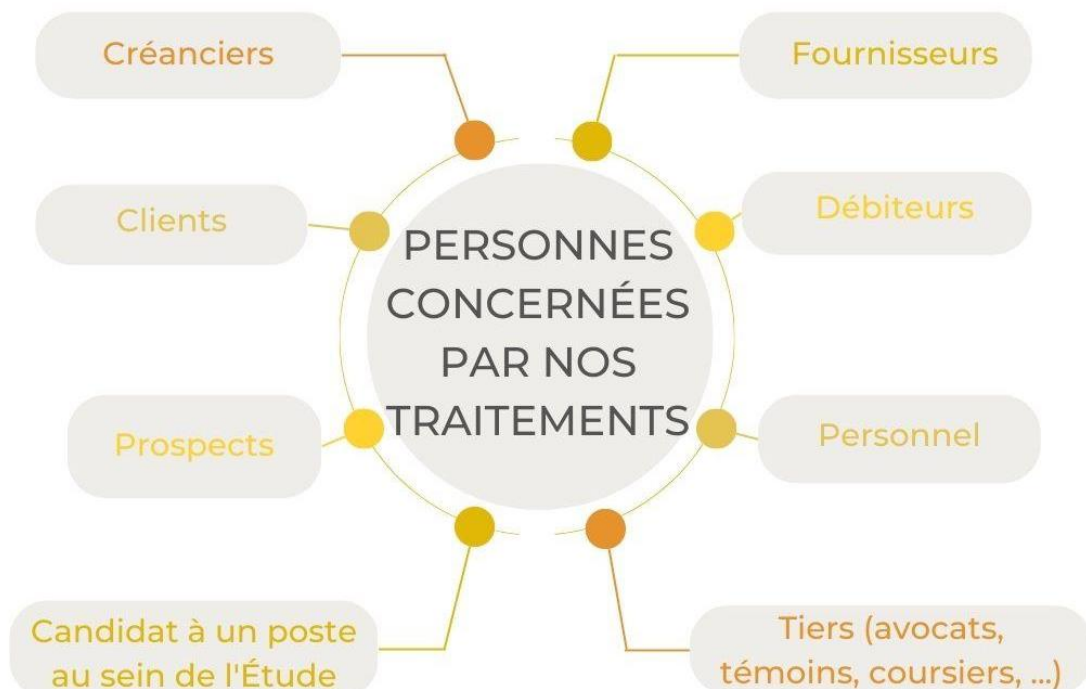 Créanciers
Fournisseurs
Clients
Débiteurs
PERSONNES
CONCERNÉES
PAR NOS
TRAITEMENTS
Prospects
Personnel
Candidat à un poste
au sein de l'Étude
Tiers (avocats,
témoins, coursiers, ...)